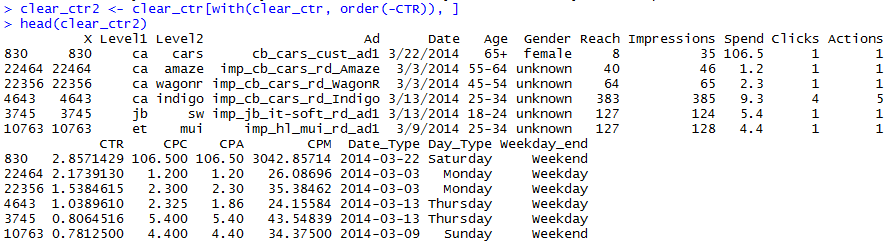 > clear_ctr2 <- clear_ctr[with(clear_ctr, order(-CTR)), ]
> head(clear_ctr2)
X Level1 Level2 Ad Date Age Gender Reach Impressions Spend Clicks Actions
830 830 ca cars cb_cars_cust_ad1 3/22/2014 65+ female 8 35 106.5 1 1
22464 22464 ca amaze imp_cb_cars_rd_Amaze 3/3/2014 55-64 unknown 40 46 1.2 1 1
22356 22356 ca wagonr imp_cb_cars_rd_WagonR 3/3/2014 45-54 unknown 64 65 2.3 1 1
4643 4643 ca indigo imp_cb_cars_rd_Indigo 3/13/2014 25-34 unknown 383 385 9.3 4 5
3745 3745 jb sw imp_jb_it-soft_rd_ad1 3/13/2014 18-24 unknown 127 124 5.4 1 1
10763 10763 et mui imp_hl_mui_rd_ad1 3/9/2014 25-34 unknown 127 128 4.4 1 1
CTR CPC CPA CPM Date_Type Day_Type Weekday_end
830 2.8571429 106.500 106.50 3042.85714 2014-03-22 Saturday Weekend
22464 2.1739130 1.200 1.20 26.08696 2014-03-03 Monday Weekday
22356 1.5384615 2.300 2.30 35.38462 2014-03-03 Monday Weekday
4643 1.0389610 2.325 1.86 24.15584 2014-03-13 Thursday Weekday
3745 0.8064516 5.400 5.40 43.54839 2014-03-13 Thursday Weekday
10763 0.7812500 4.400 4.40 34.37500 2014-03-09 Sunday Weekend